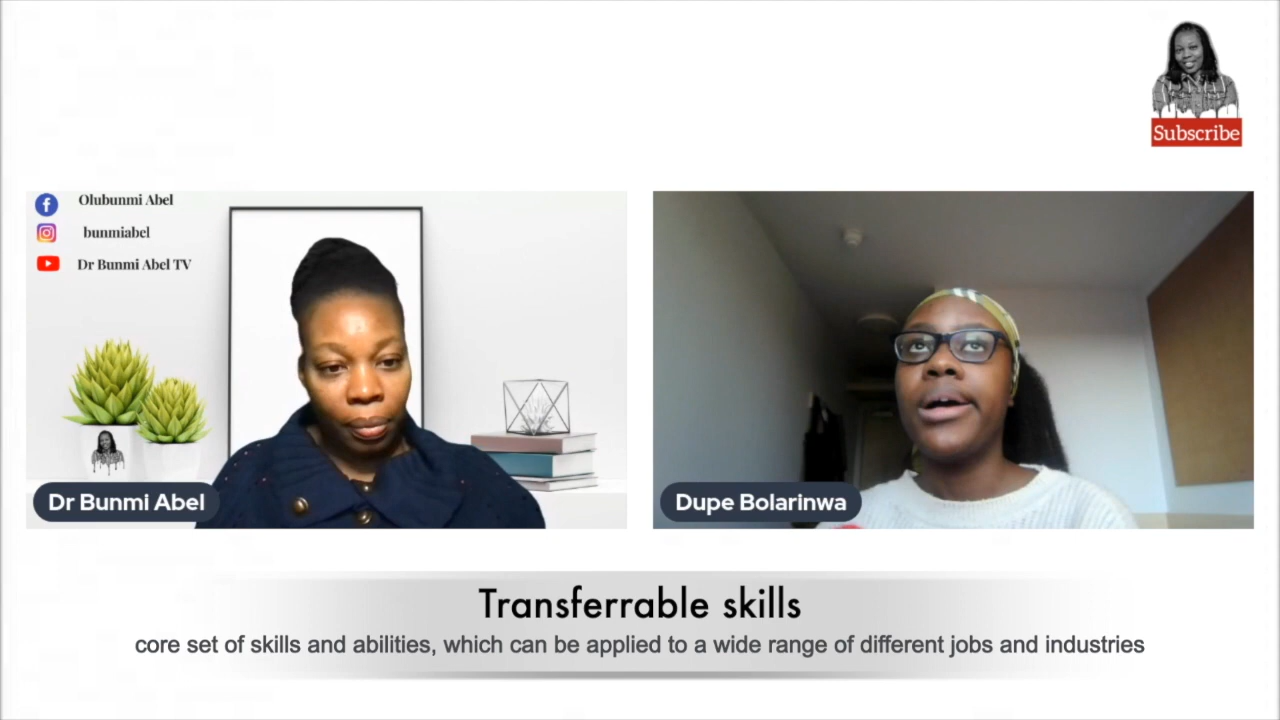 Subscribe
Olubunmi Abel
bunmiabel
Dr Bunmi Abel TV
Dr Bunmi Abel
Dupe Bolarinwa
Transferrable skills
core set of skills and abilities, which can be applied to a wide range of different jobs and industries